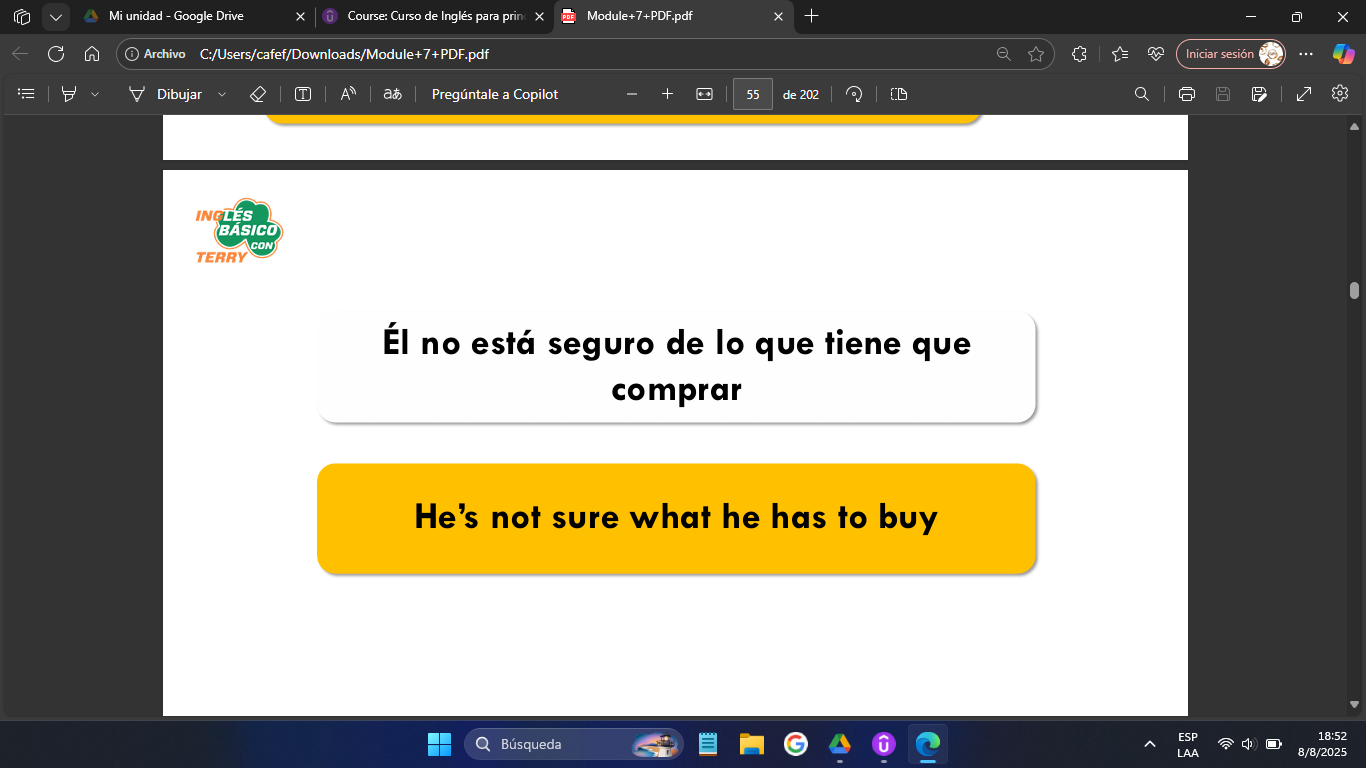 Mi unidad - Google Drive
Course: Curso de Inglés para prin
Module+7+PDF.pdf
Archivo
C:/Users/cafef/Downloads/Module+7+PDF.pdf
Iniciar sesión
Dibujar
aあ
Pregúntale a Copilot
55
de 202
INGLÉS
BÁSICO
CON
TERRY
Él no está seguro de lo que tiene que
comprar
He's not sure what he has to buy
Búsqueda
ESP
LAA
18:52
8/8/2025